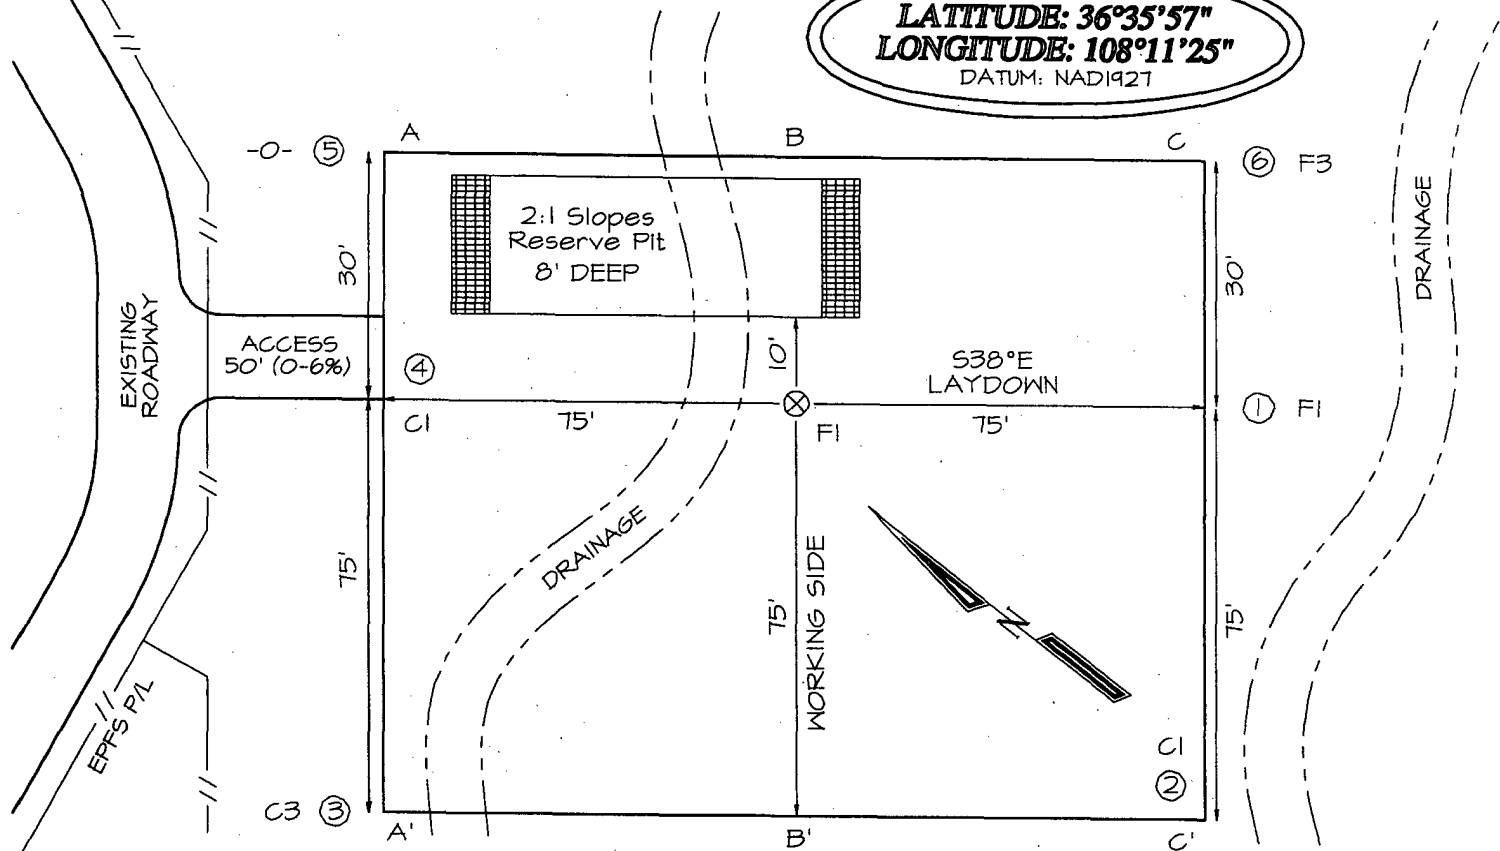 LATITUDE: 36°35'57"
LONGITUDE: 108°11'25"
DATUM: NAD1927
A
B
C
-0- 5
6 F3
2:1 Slopes
Reserve Pit
8' DEEP
30'
30'
DRAINAGE
EXISTING
ROADWAY
ACCESS
50' (0-6%)
4
10'
S38°E
LAYDOWN
C1
75'
F1
75'
1 F1
DRAINAGE
75'
75'
WORKING SIDE
N
75'
EPFS P/L
C1
2
C3 3
A'
B'
C'